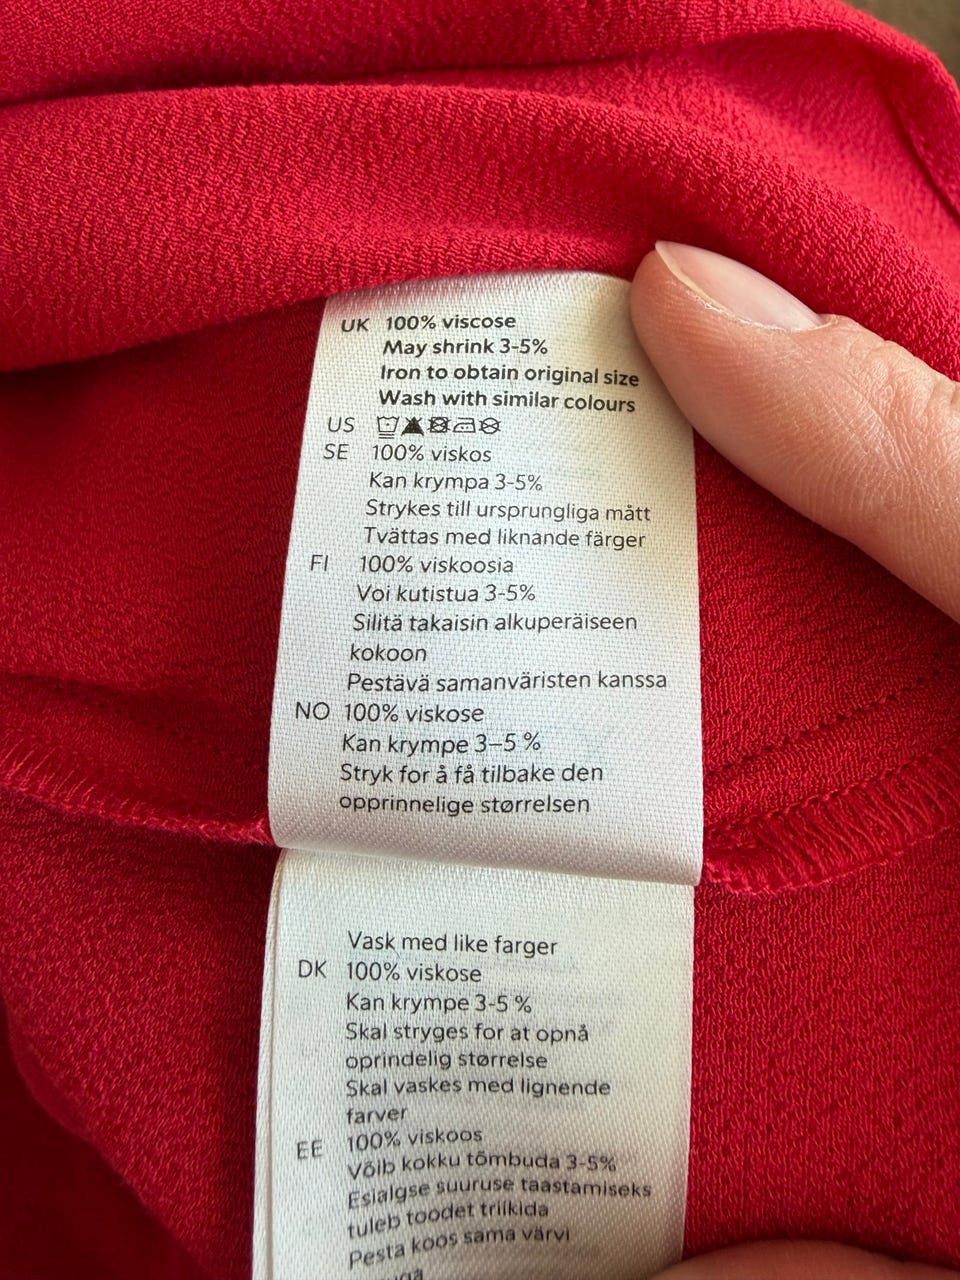 UK 100% viscose
May shrink 3-5%
Iron to obtain original size
Wash with similar colours
US
SE 100% viskos
Kan krympa 3-5%
Strykes till ursprungliga mått
Tvättas med liknande färger
FI 100% viskoosia
Voi kutistua 3-5%
Silitä takaisin alkuperäiseen
kokoon
Pestävä samanväristen kanssa
NO 100% viskose
Kan krympe 3–5 %
Stryk for å få tilbake den
opprinnelige størrelsen
Vask med like farger
DK 100% viskose
Kan krympe 3-5 %
Skal stryges for at opnå
oprindelig størrelse
Skal vaskes med lignende
farver
EE 100% viskoos
Võib kokku tõmbuda 3-5%
Esialgse suuruse taastamiseks
tuleb toodet triikida
Pesta koos sama värvi